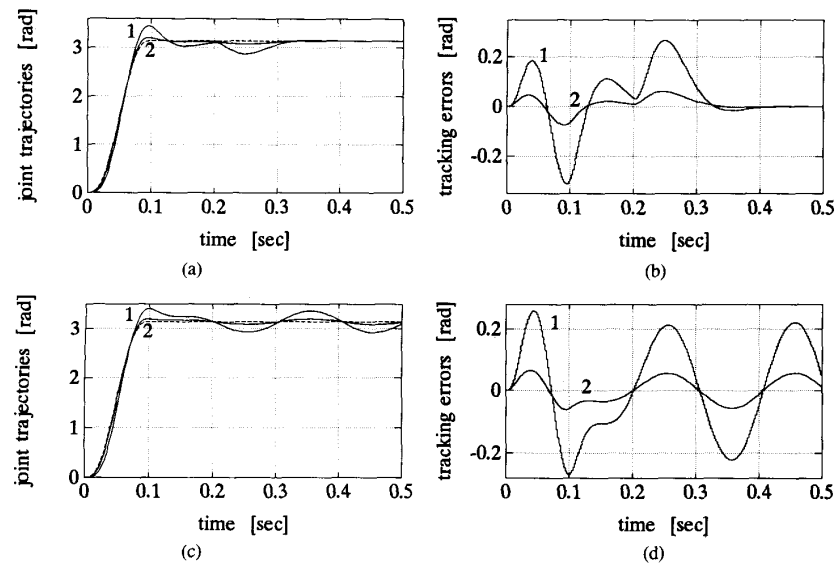 joint trajectories [rad]
3
2
1
0
1
2
0 0.1 0.2 0.3 0.4 0.5
time [sec]
(a)
tracking errors [rad]
0.2
0
-0.2
1
2
0 0.1 0.2 0.3 0.4 0.5
time [sec]
(b)
joint trajectories [rad]
3
2
1
0
1
2
0 0.1 0.2 0.3 0.4 0.5
time [sec]
(c)
tracking errors [rad]
0.2
0
-0.2
1
2
0 0.1 0.2 0.3 0.4 0.5
time [sec]
(d)